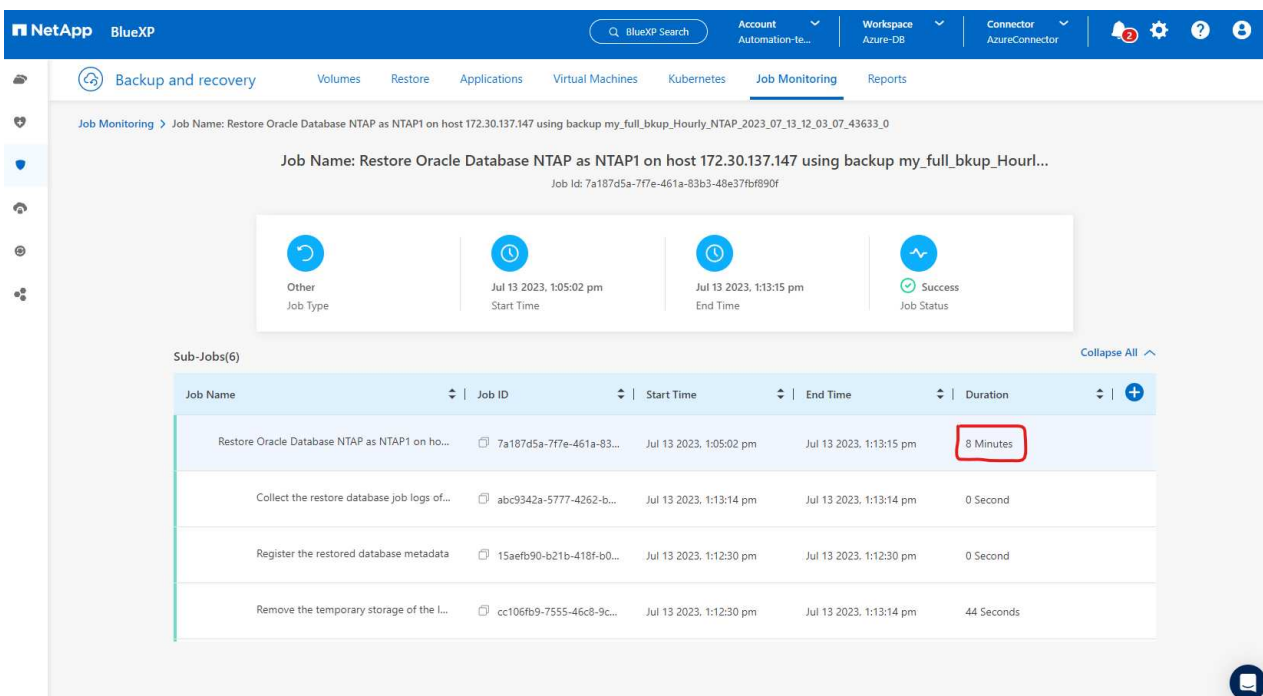 NetApp BlueXP BlueXP Search Account Automation-te... Workspace Azure-DB Connector AzureConnector 2
Backup and recovery Volumes Restore Applications Virtual Machines Kubernetes Job Monitoring Reports
Job Monitoring > Job Name: Restore Oracle Database NTAP as NTAP1 on host 172.30.137.147 using backup my_full_bkup_Hourly_NTAP_2023_07_13_12_03_07_43633_0
Job Name: Restore Oracle Database NTAP as NTAP1 on host 172.30.137.147 using backup my_full_bkup_Hourl...
Job Id: 7a187d5a-7f7e-461a-83b3-48e37fbf890f
Other Jul 13 2023, 1:05:02 pm Jul 13 2023, 1:13:15 pm Success
Job Type Start Time End Time Job Status
Sub-Jobs(6) Collapse All
Job Name Job ID Start Time End Time Duration
Restore Oracle Database NTAP as NTAP1 on ho... 7a187d5a-7f7e-461a-83... Jul 13 2023, 1:05:02 pm Jul 13 2023, 1:13:15 pm 8 Minutes
Collect the restore database job logs of... abc9342a-5777-4262-b... Jul 13 2023, 1:13:14 pm Jul 13 2023, 1:13:14 pm 0 Second
Register the restored database metadata 15aefb90-b21b-418f-b0... Jul 13 2023, 1:12:30 pm Jul 13 2023, 1:12:30 pm 0 Second
Remove the temporary storage of the l... cc106fb9-7555-46c8-9c... Jul 13 2023, 1:12:30 pm Jul 13 2023, 1:13:14 pm 44 Seconds